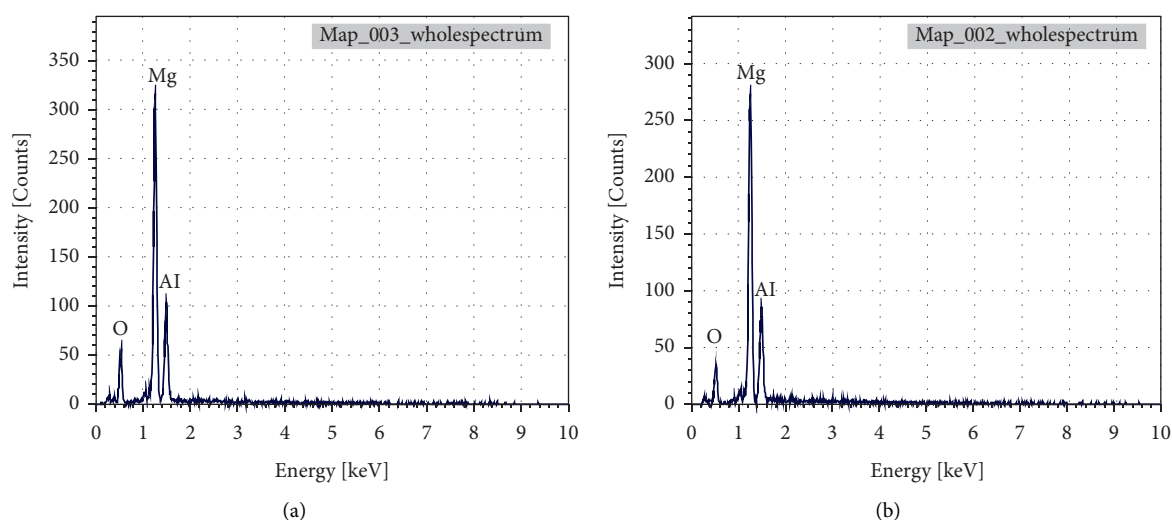 Map_003_wholespectrum
Intensity [Counts]
350
300
250
200
150
100
50
0
Mg
AI
O
0 1 2 3 4 5 6 7 8 9 10
Energy [keV]
(a)
Map_002_wholespectrum
Intensity [Counts]
300
250
200
150
100
50
0
Mg
AI
O
0 1 2 3 4 5 6 7 8 9 10
Energy [keV]
(b)